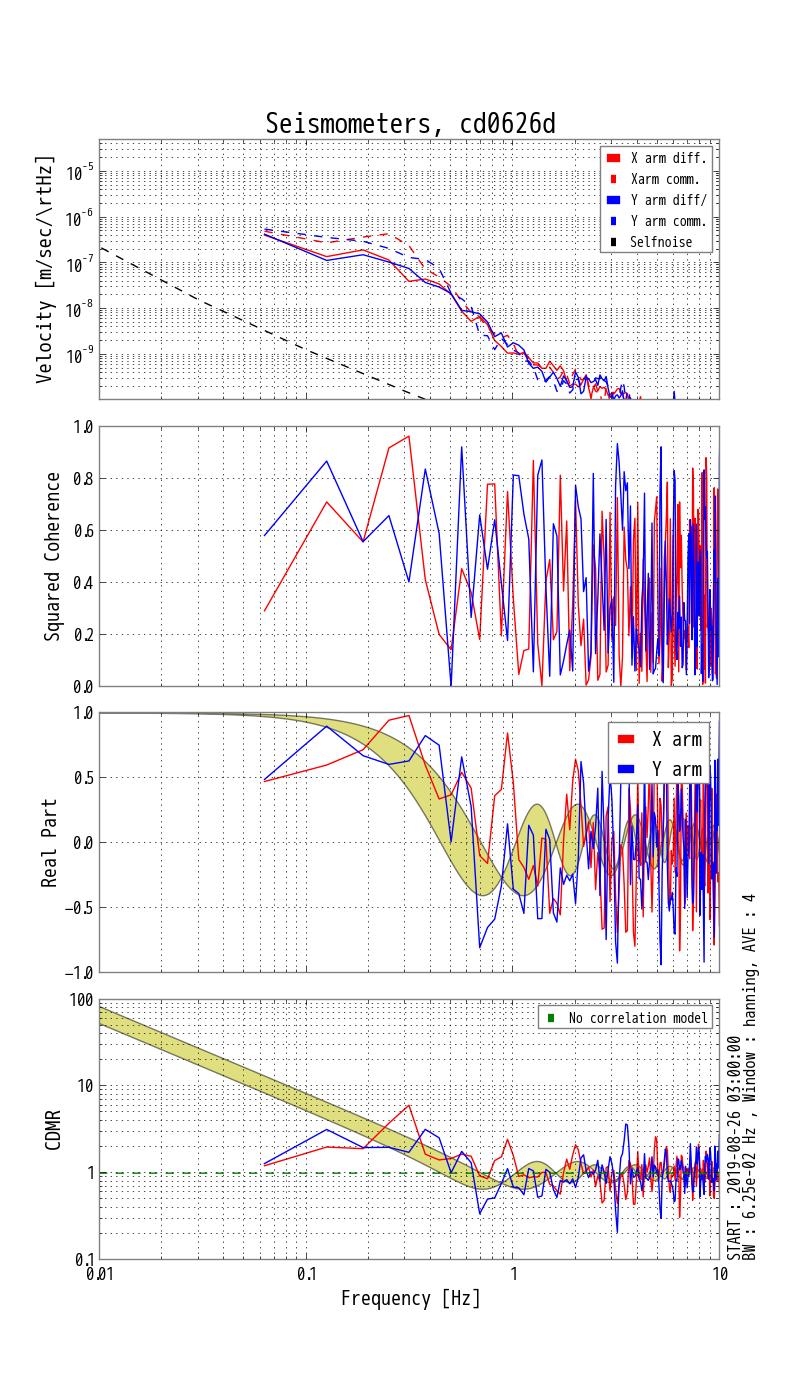 Seismometers, cd0626d
Velocity [m/sec/\rtHz]
10^-5
10^-6
10^-7
10^-8
10^-9
X arm diff.
Xarm comm.
Y arm diff/
Y arm comm.
Selfnoise
Squared Coherence
1.0
0.8
0.6
0.4
0.2
0.0
Real Part
1.0
0.5
0.0
−0.5
−1.0
X arm
Y arm
CDMR
100
10
1
0.1
No correlation model
0.01
0.1
1
10
Frequency [Hz]
START : 2019-08-26 03:00:00
BW : 6.25e-02 Hz , Window : hanning, AVE : 4